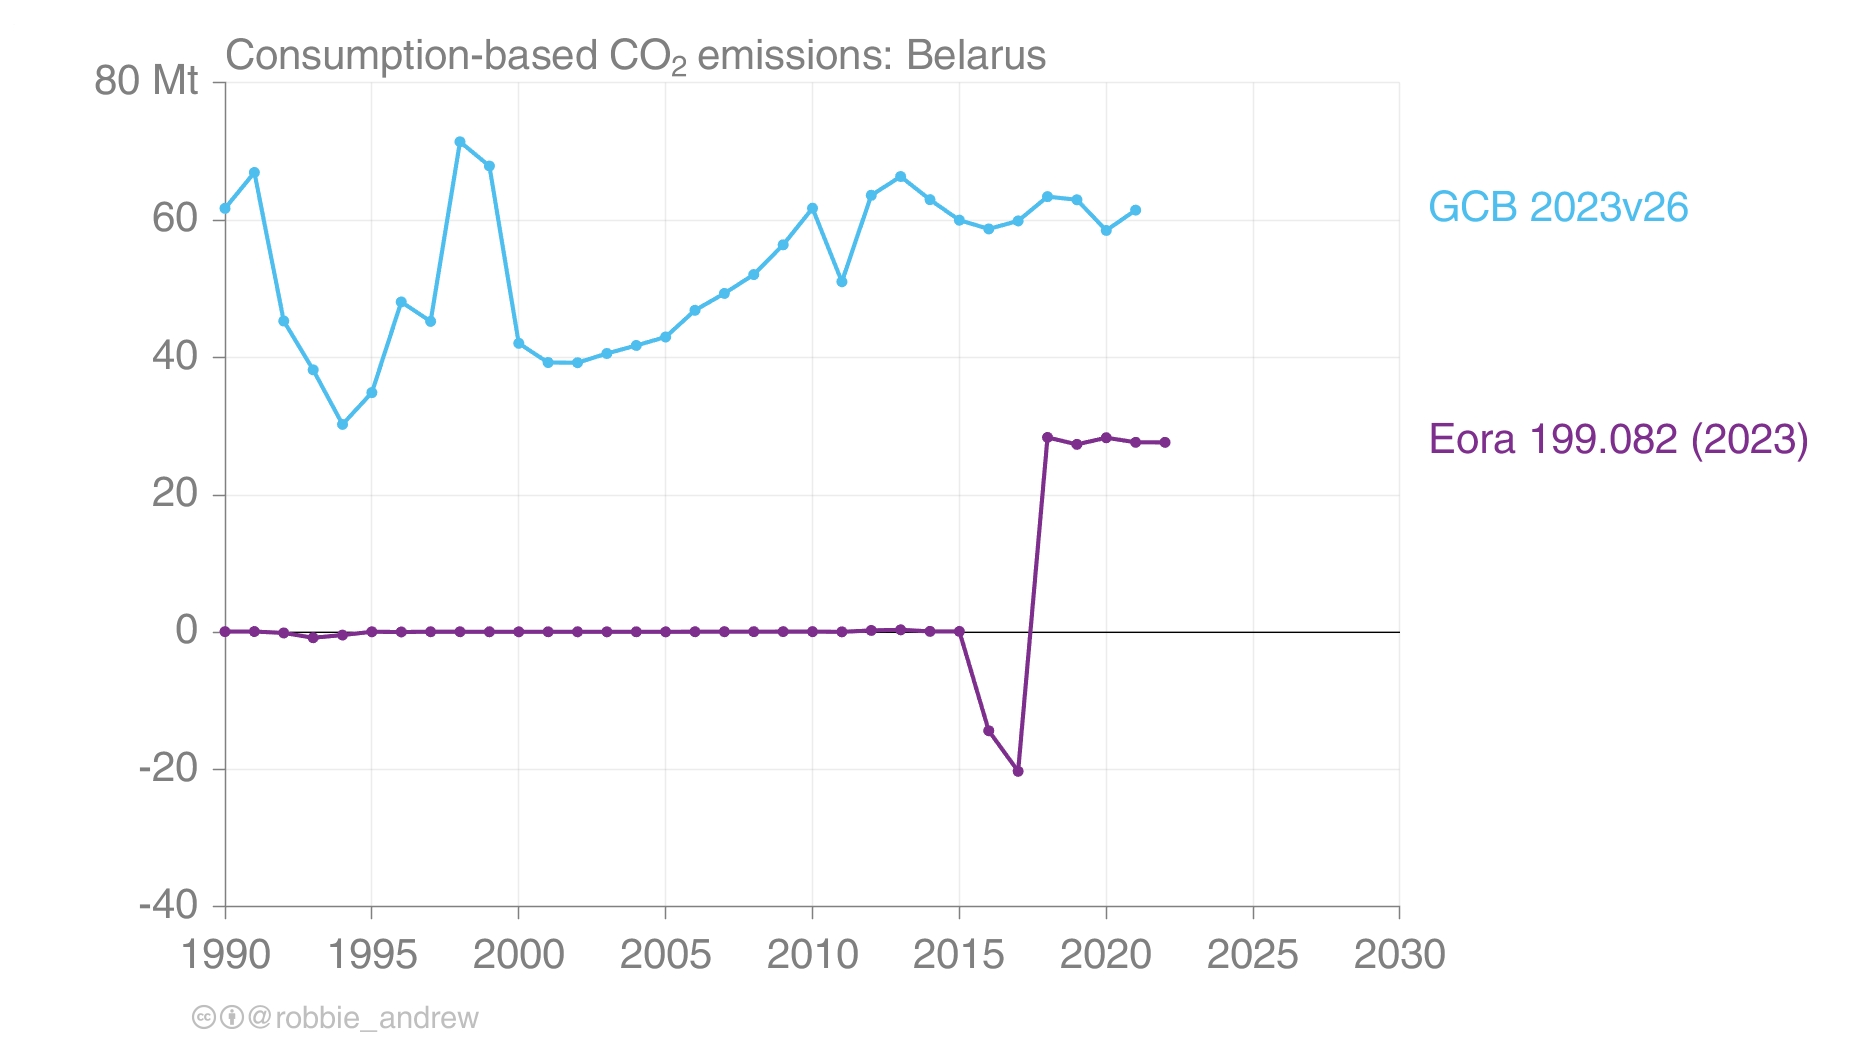 Consumption-based CO₂ emissions: Belarus
80 Mt
60
40
20
0
-20
-40
1990 1995 2000 2005 2010 2015 2020 2025 2030
GCB 2023v26
Eora 199.082 (2023)
@robbie_andrew